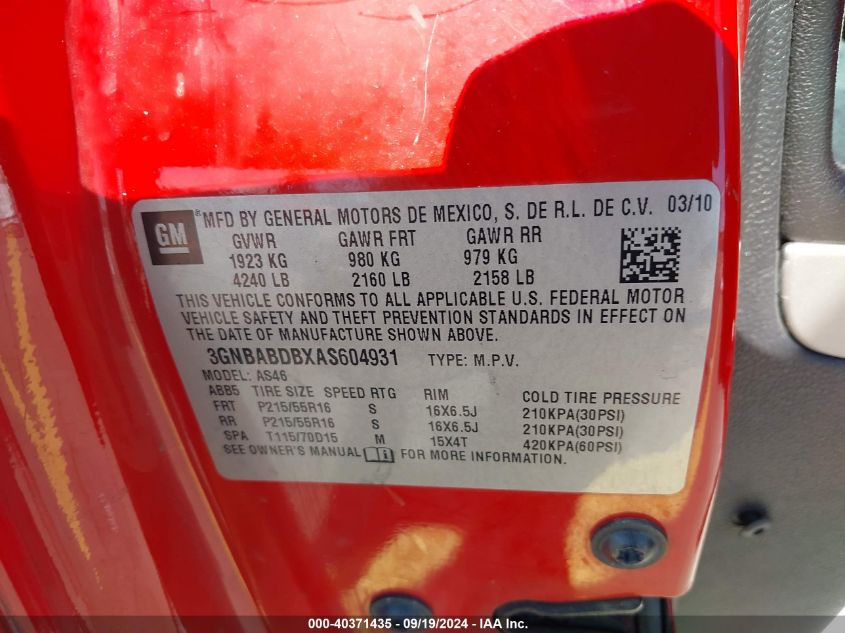 GM ® MFD BY GENERAL MOTORS DE MEXICO, S. DE R.L. DE C.V. 03/10
GVWR GAWR FRT GAWR RR
1923 KG 980 KG 979 KG
4240 LB 2160 LB 2158 LB
THIS VEHICLE CONFORMS TO ALL APPLICABLE U.S. FEDERAL MOTOR
VEHICLE SAFETY AND THEFT PREVENTION STANDARDS IN EFFECT ON
THE DATE OF MANUFACTURE SHOWN ABOVE.
3GNBABDBXAS604931 TYPE: M.P.V.
MODEL: AS46
ABB5 TIRE SIZE SPEED RTG RIM COLD TIRE PRESSURE
FRT P215/55R16 S 16X6.5J 210KPA(30PSI)
RR P215/55R16 S 16X6.5J 210KPA(30PSI)
SPA T115/70D15 M 15X4T 420KPA(60PSI)
SEE OWNER'S MANUAL i FOR MORE INFORMATION.
000-40371435 - 09/19/2024 - IAA Inc.